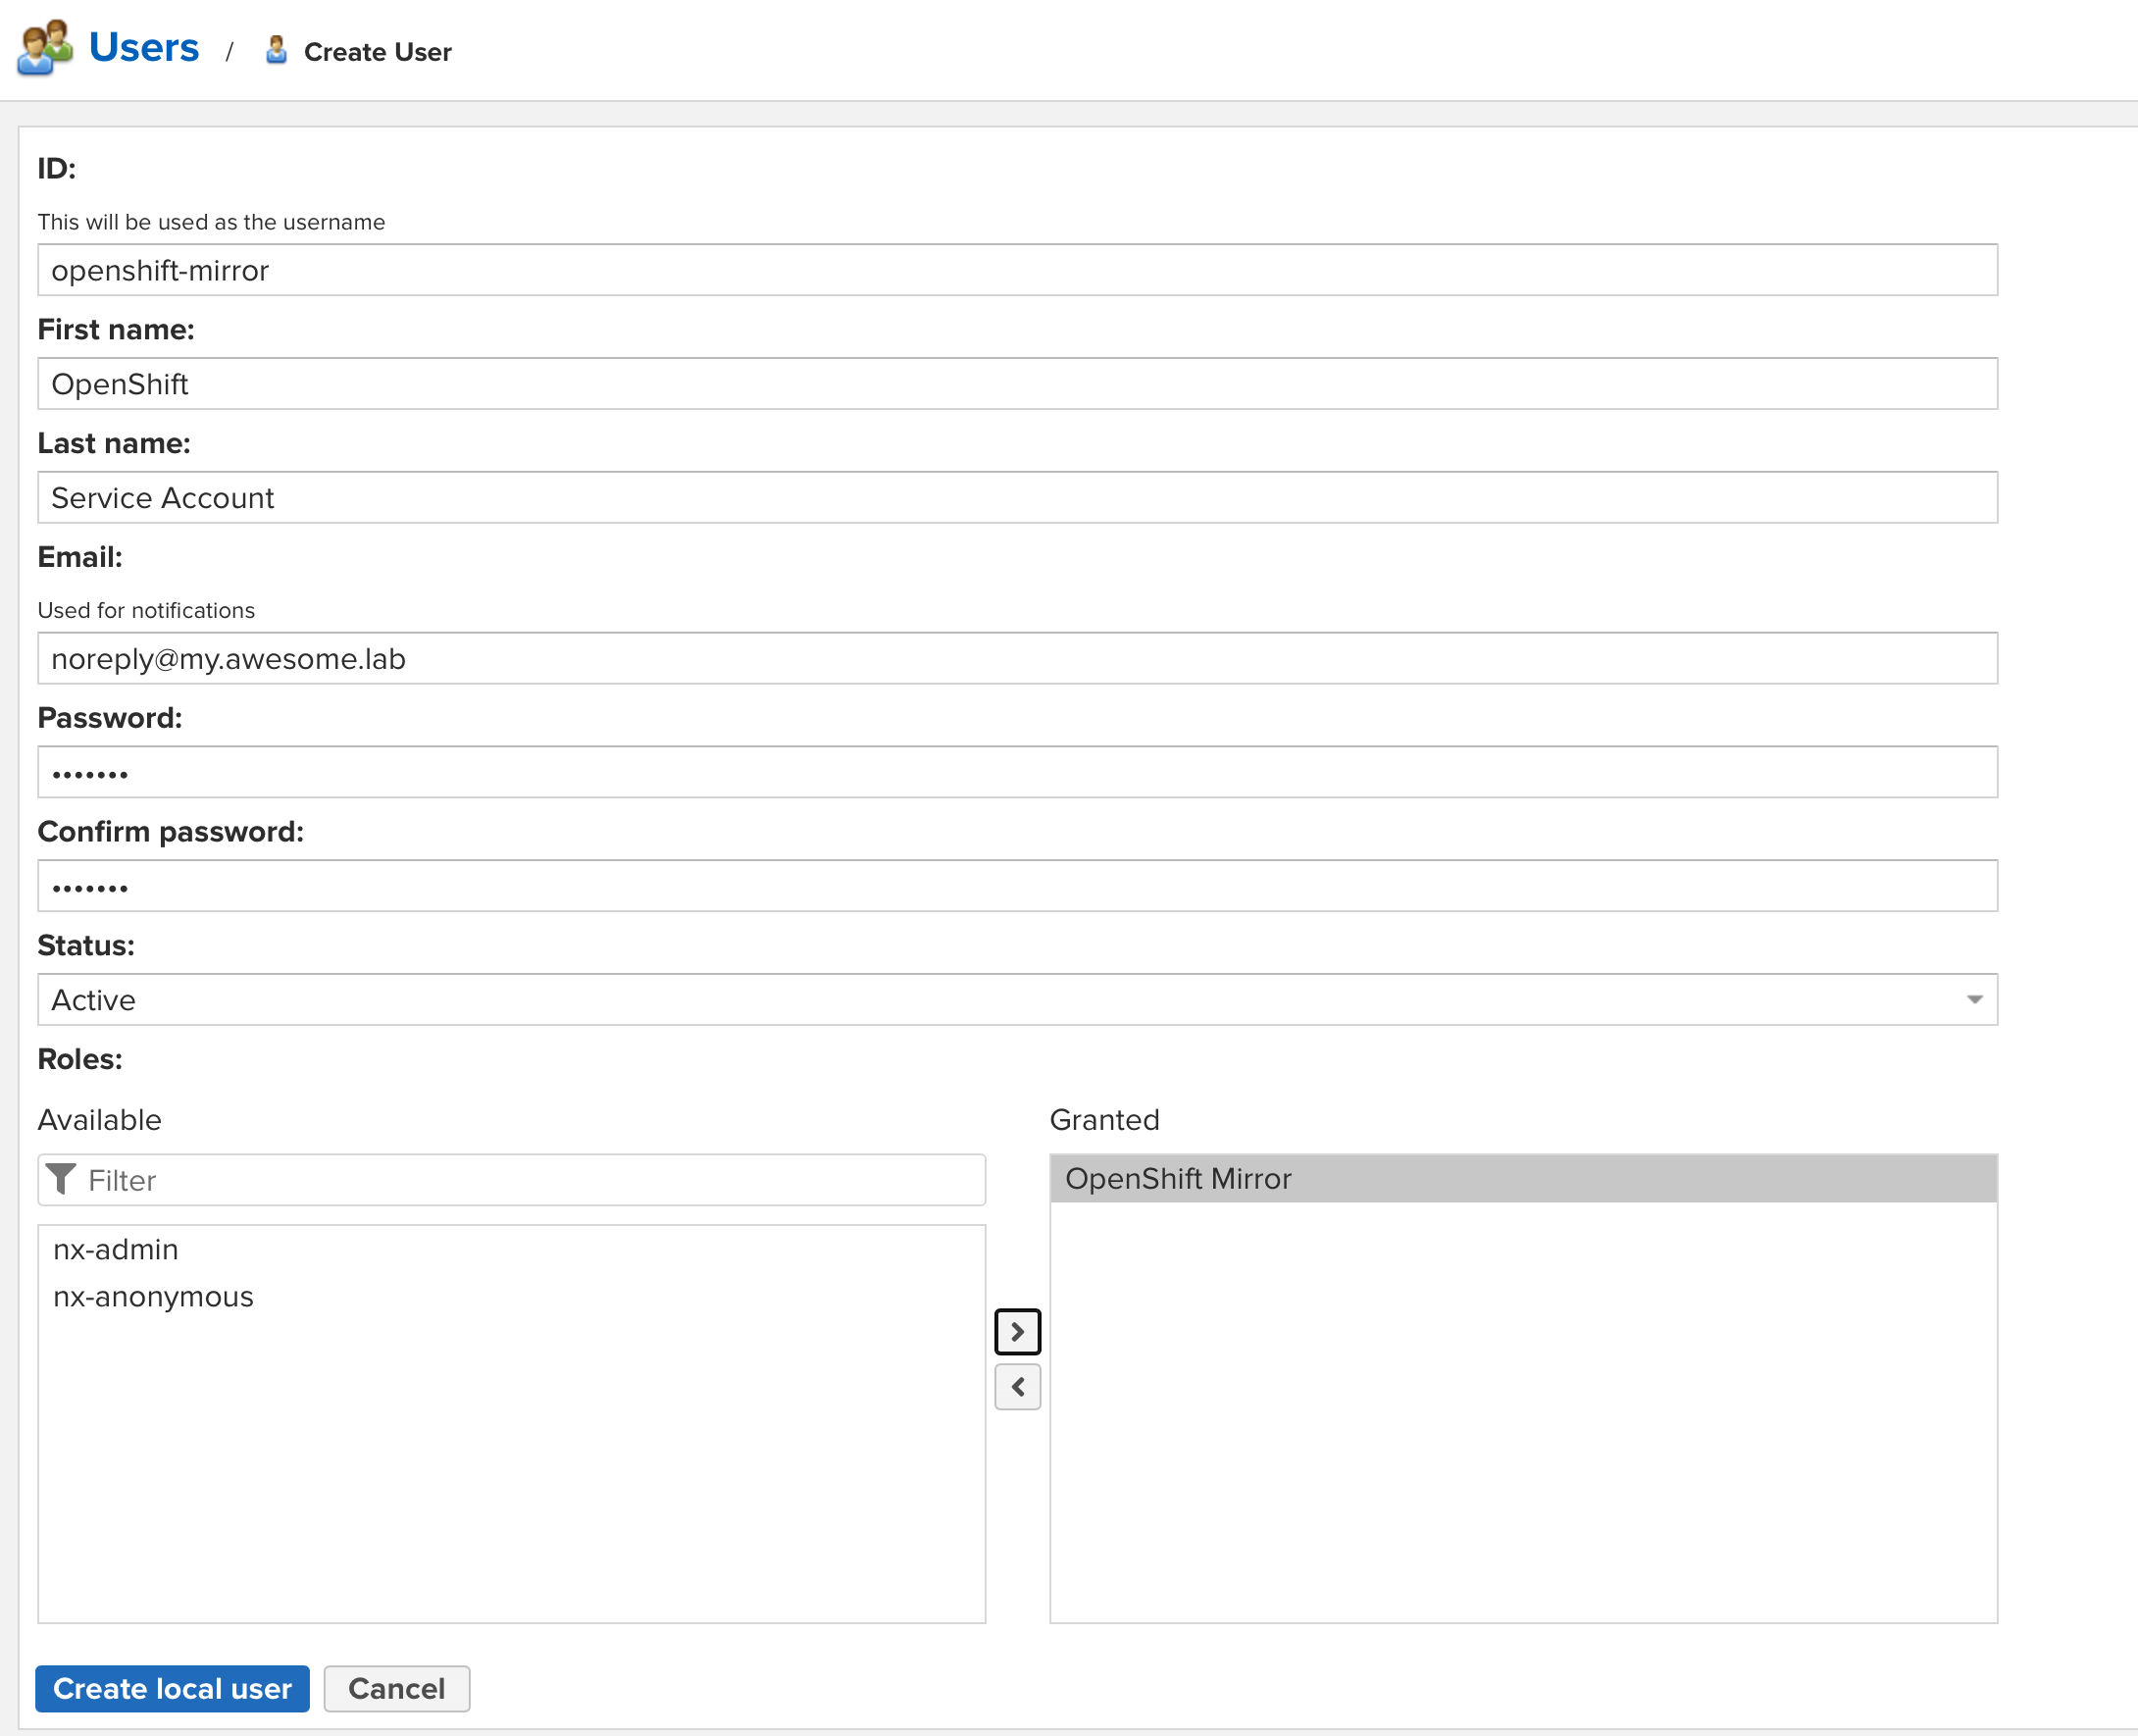 Users / Create User
ID:
This will be used as the username
openshift-mirror
First name:
OpenShift
Last name:
Service Account
Email:
Used for notifications
noreply@my.awesome.lab
Password:
•••••••
Confirm password:
•••••••
Status:
Active
Roles:
Available
Filter
nx-admin
nx-anonymous
Granted
OpenShift Mirror
Create local user
Cancel